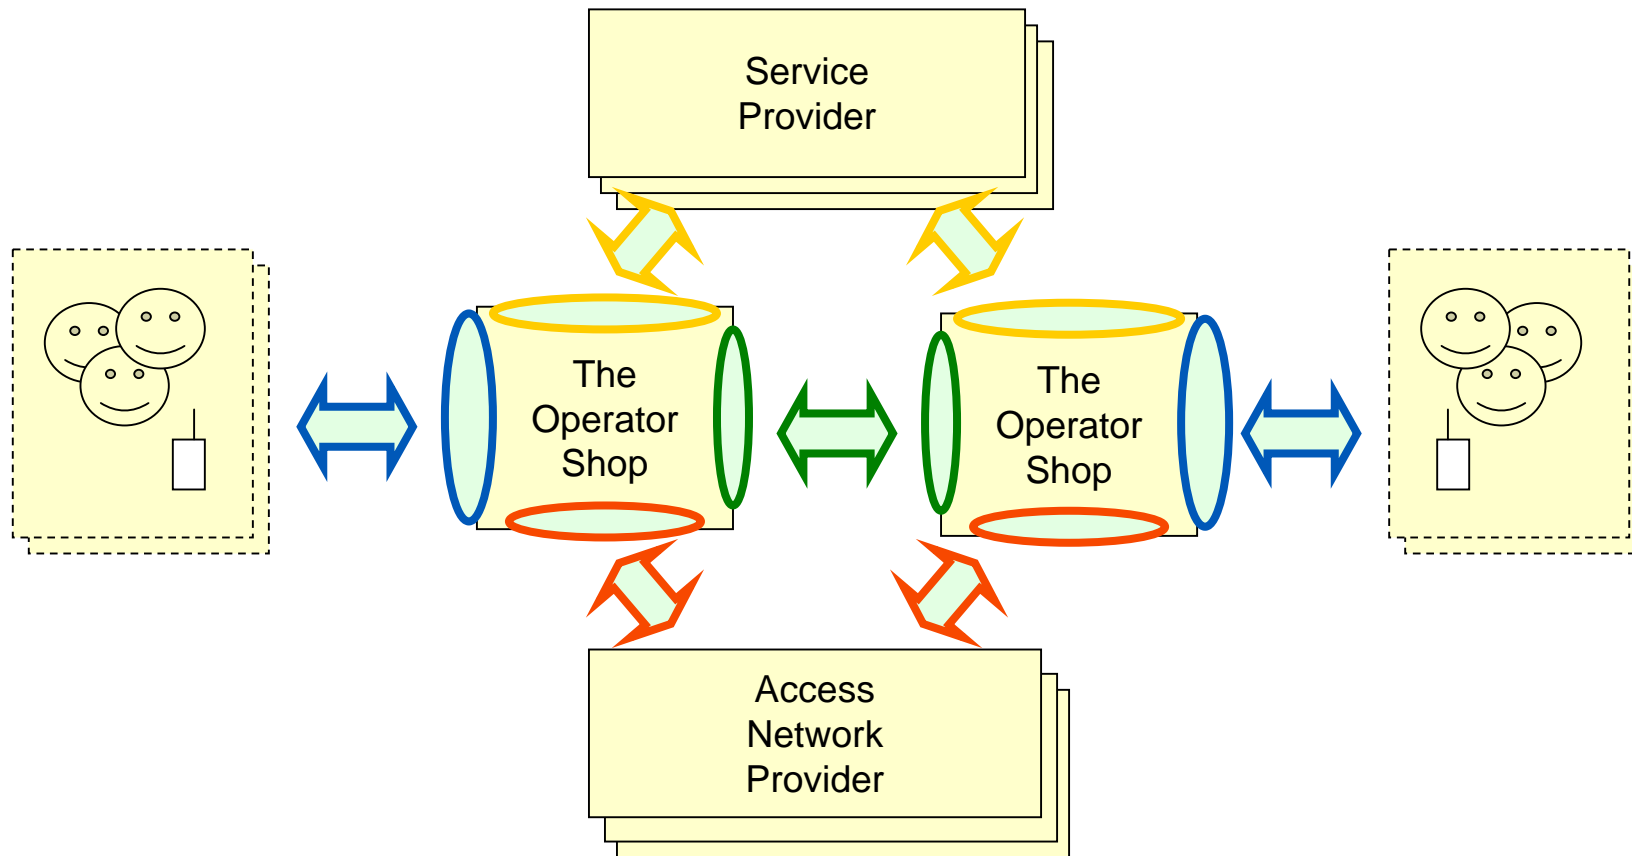 Service
Provider
The
Operator
Shop
The
Operator
Shop
Access
Network
Provider